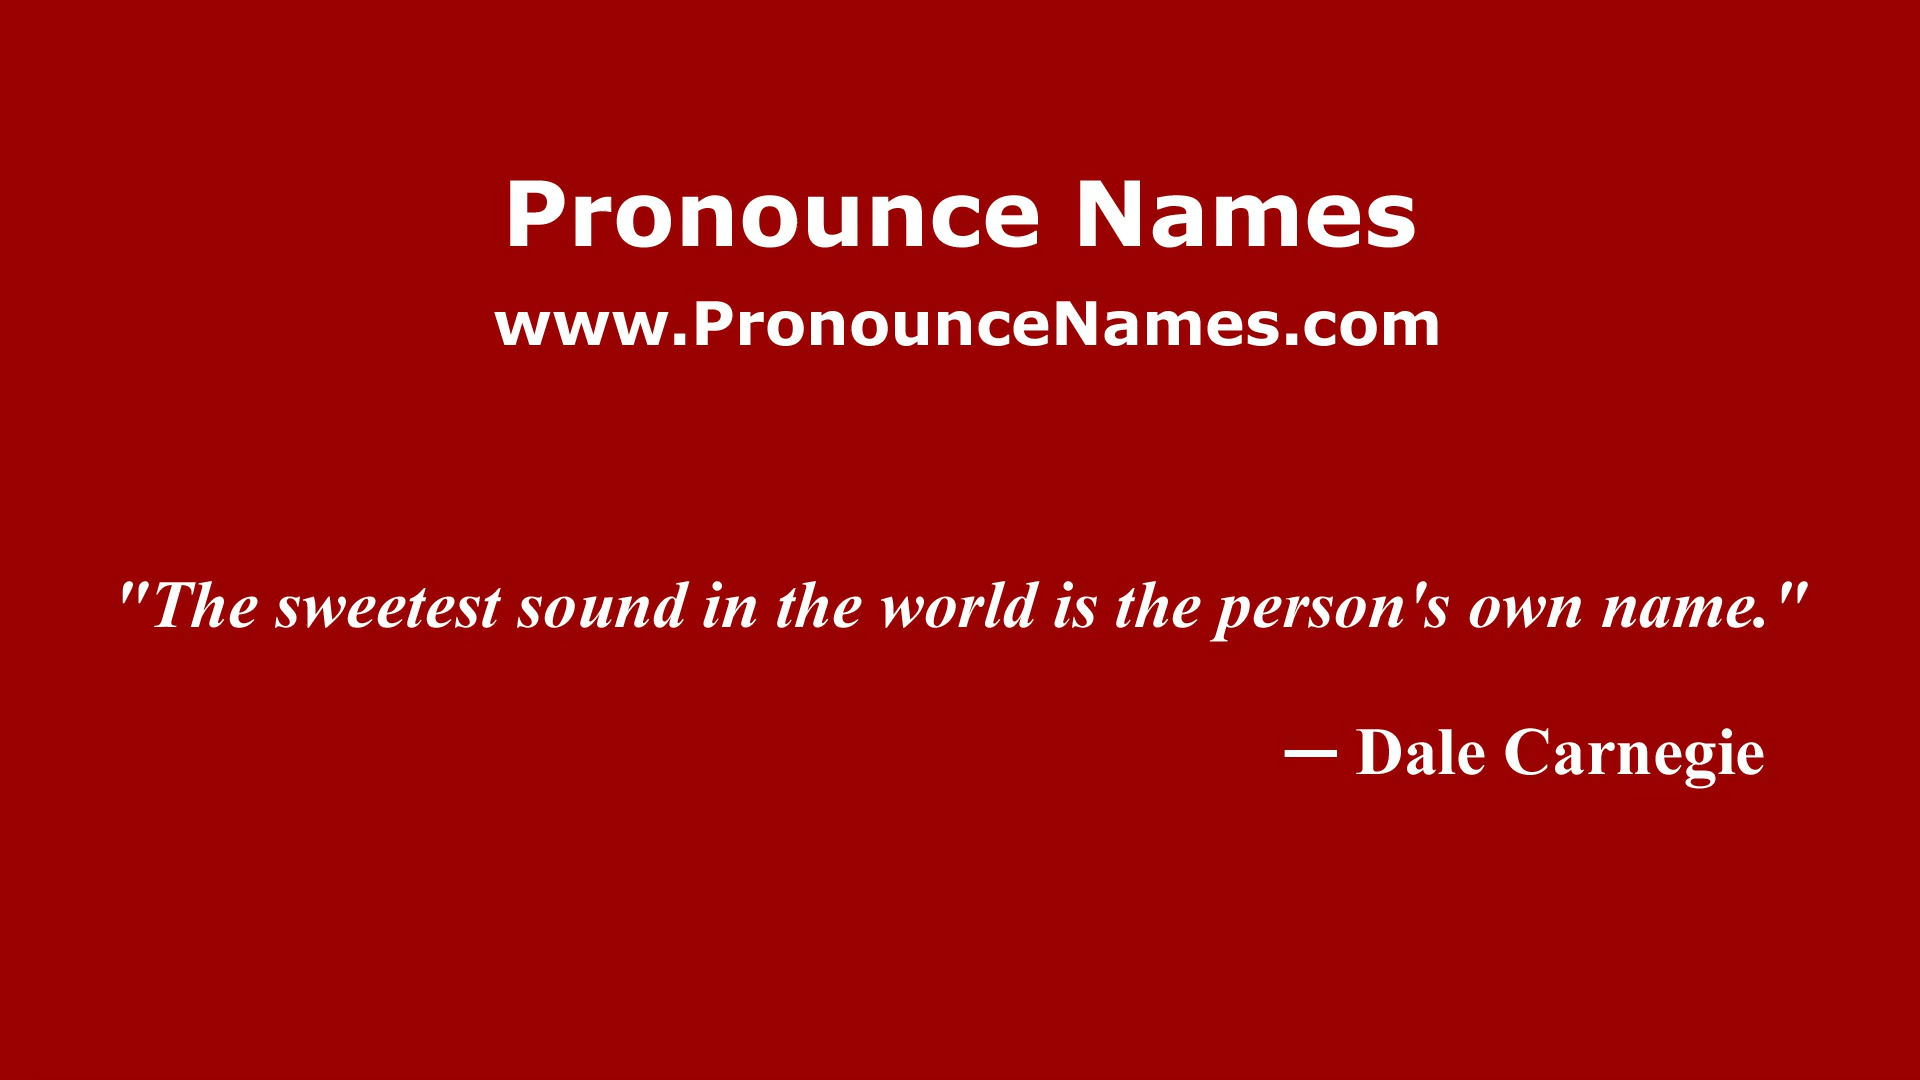 Pronounce Names
www.PronounceNames.com
"The sweetest sound in the world is the person's own name."
— Dale Carnegie